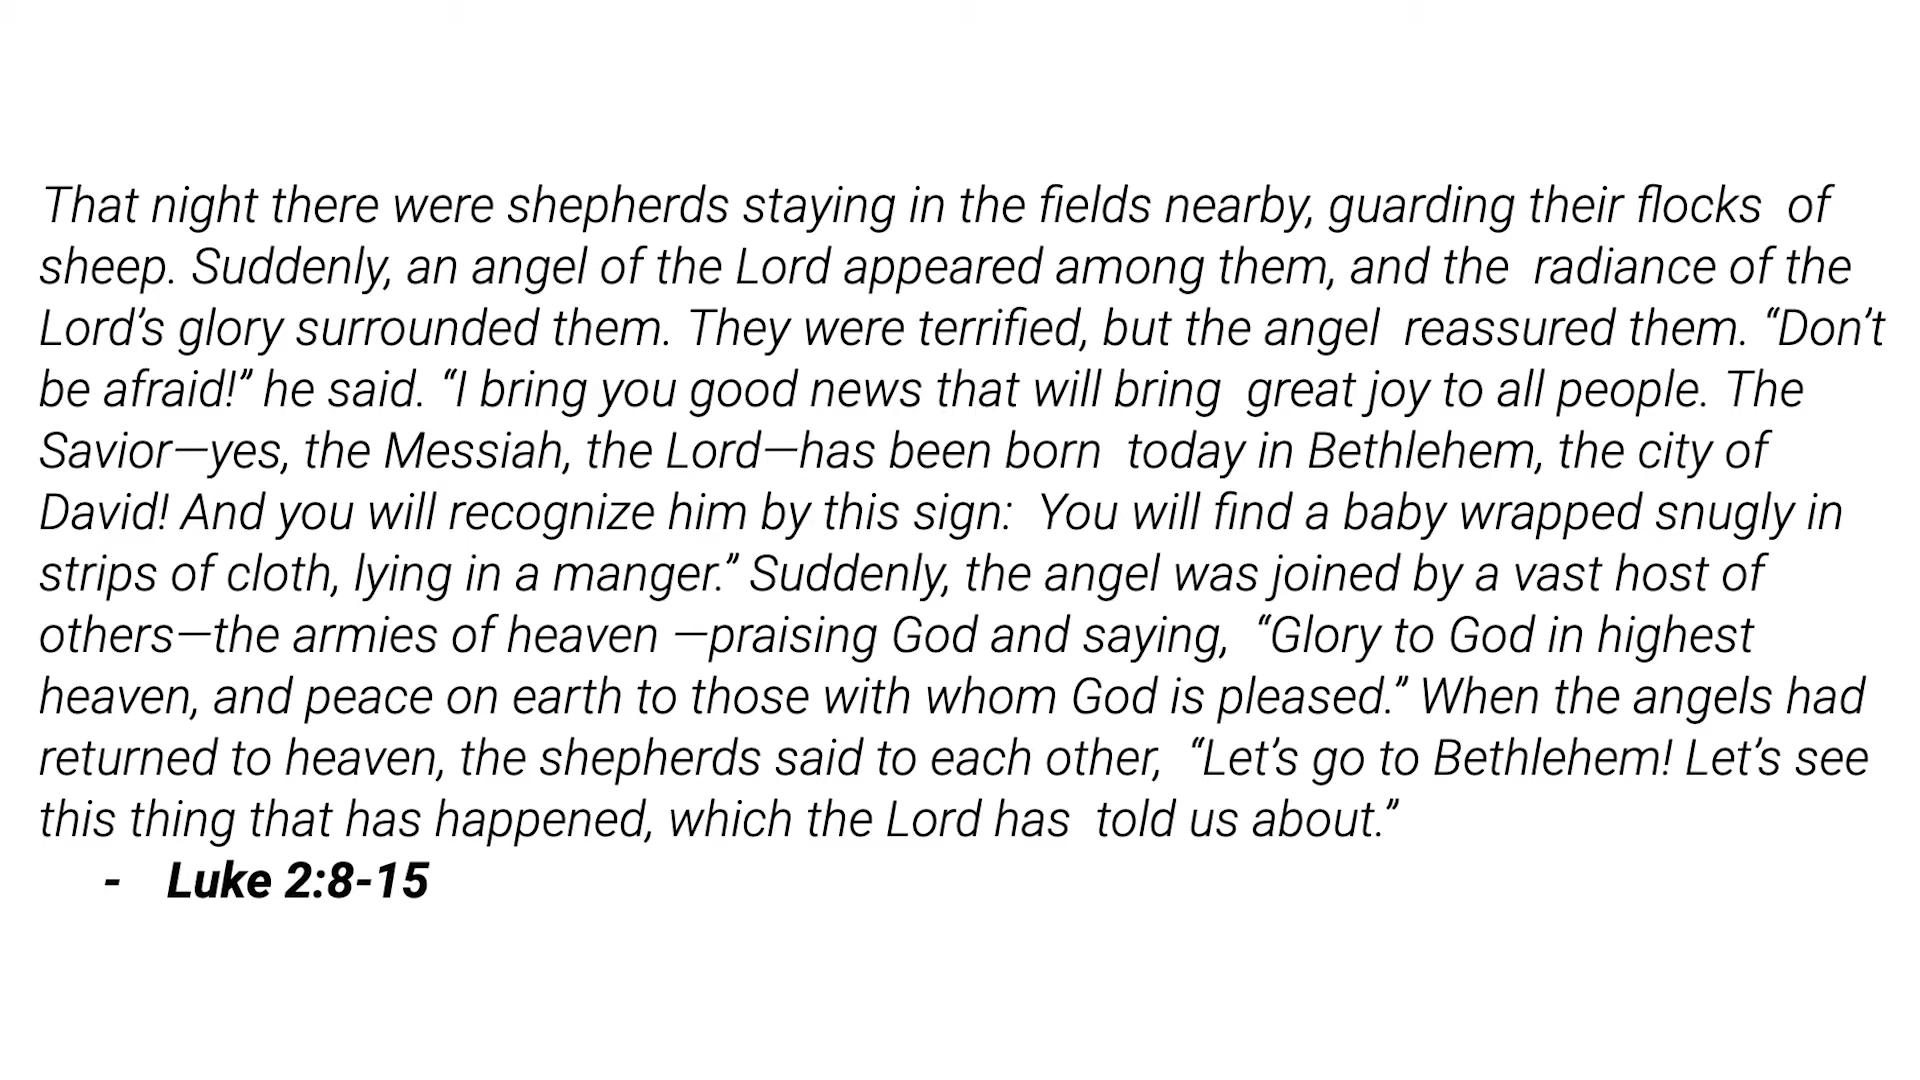 That night there were shepherds staying in the fields nearby, guarding their flocks  of
sheep. Suddenly, an angel of the Lord appeared among them, and the  radiance of the
Lord’s glory surrounded them. They were terrified, but the angel  reassured them. “Don’t
be afraid!” he said. “I bring you good news that will bring  great joy to all people. The
Savior—yes, the Messiah, the Lord—has been born  today in Bethlehem, the city of
David! And you will recognize him by this sign:  You will find a baby wrapped snugly in
strips of cloth, lying in a manger.” Suddenly, the angel was joined by a vast host of
others—the armies of heaven —praising God and saying,  “Glory to God in highest
heaven, and peace on earth to those with whom God is pleased.” When the angels had
returned to heaven, the shepherds said to each other,  “Let’s go to Bethlehem! Let’s see
this thing that has happened, which the Lord has  told us about.”
- Luke 2:8-15